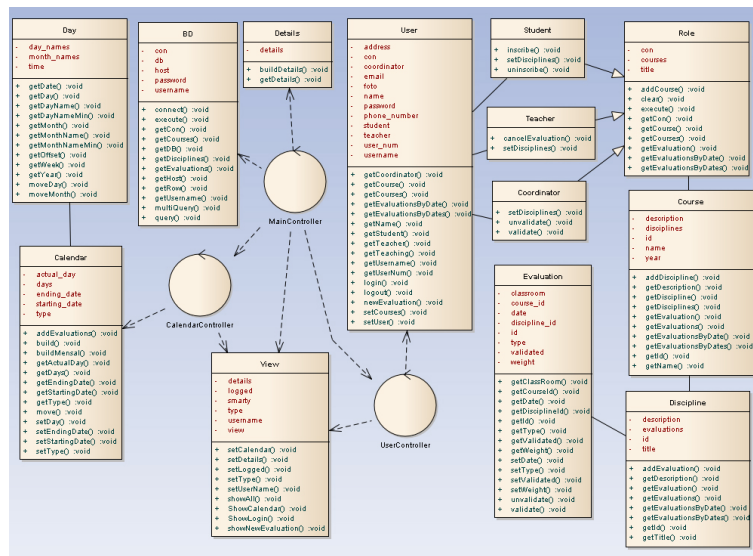 Day
- day_names
- month_names
- time
+ getDate() :void
+ getDay() :void
+ getDayName() :void
+ getDayNameMin() :void
+ getMonth() :void
+ getMonthName() :void
+ getMonthNameMin() :void
+ getOffset() :void
+ getWeek() :void
+ getYear() :void
+ moveDay() :void
+ moveMonth() :void
BD
- con
- db
- host
- password
- username
+ connect() :void
+ execute() :void
+ getCon() :void
+ getCourses() :void
+ getDB() :void
+ getDisciplines() :void
+ getEvaluations() :void
+ getHost() :void
+ getRow() :void
+ getUsername() :void
+ multiQuery() :void
+ query() :void
Details
- details
+ buildDetails() :void
+ getDetails() :void
User
- address
- con
- coordinator
- email
- foto
- name
- password
- phone_number
- student
- teacher
- user_num
- username
+ getCoordinator() :void
+ getCourse() :void
+ getCourses() :void
+ getEvaluationsByDate() :void
+ getEvaluationsByDates() :void
+ getName() :void
+ getStudent() :void
+ getTeacher() :void
+ getTeaching() :void
+ getUsername() :void
+ getUserNum() :void
+ login() :void
+ logout() :void
+ newEvaluation() :void
+ setCourses() :void
+ setUser() :void
Student
+ inscribe() :void
+ setDisciplines() :void
+ uninscribe() :void
Role
- con
- courses
- title
+ addCourse() :void
+ clear() :void
+ execute() :void
+ getCon() :void
+ getCourse() :void
+ getCourses() :void
+ getEvaluation() :void
+ getEvaluationsByDate() :void
+ getEvaluationsByDates() :void
Teacher
+ cancelEvaluation() :void
+ setDisciplines() :void
Coordinator
+ setDisciplines() :void
+ unvalidate() :void
+ validate() :void
MainController
Course
- description
- disciplines
- id
- name
- year
+ addDiscipline() :void
+ getDescription() :void
+ getDiscipline() :void
+ getDisciplines() :void
+ getEvaluation() :void
+ getEvaluations() :void
+ getEvaluationsByDate() :void
+ getEvaluationsByDates() :void
+ getId() :void
+ getName() :void
Calendar
- actual_day
- days
- ending_date
- starting_date
- type
+ addEvaluations() :void
+ build() :void
+ buildMensal() :void
+ getActualDay() :void
+ getDays() :void
+ getEndingDate() :void
+ getStartingDate() :void
+ getType() :void
+ move() :void
+ setDay() :void
+ setEndingDate() :void
+ setStartingDate() :void
+ setType() :void
CalendarController
Evaluation
- classroom
- course_id
- date
- discipline_id
- id
- type
- validated
- weight
+ getClassRoom() :void
+ getCourseId() :void
+ getDate() :void
+ getDisciplineId() :void
+ getId() :void
+ getType() :void
+ getValidated() :void
+ getWeight() :void
+ setDate() :void
+ setType() :void
+ setValidated() :void
+ setWeight() :void
+ unvalidate() :void
+ validate() :void
View
- details
- logged
- smarty
- type
- username
- view
+ setCalendar() :void
+ setDetails() :void
+ setLogged() :void
+ setType() :void
+ setUserName() :void
+ showAll() :void
+ ShowCalendar() :void
+ ShowLogin() :void
+ showNewEvaluation() :void
UserController
Discipline
- description
- evaluations
- id
- title
+ addEvaluation() :void
+ getDescription() :void
+ getEvaluation() :void
+ getEvaluations() :void
+ getEvaluationsByDate() :void
+ getEvaluationsByDates() :void
+ getId() :void
+ getTitle() :void